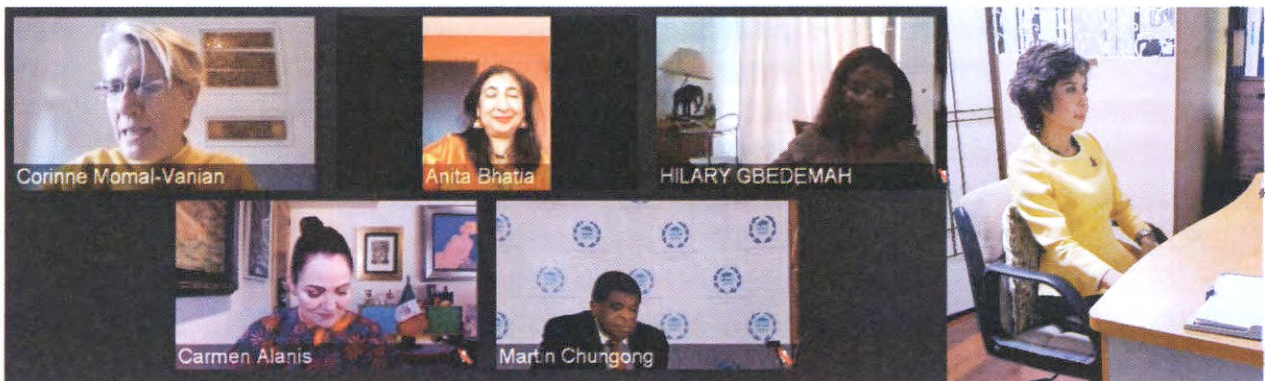 Corinne Momal-Vanian
Anita Bhatia
HILARY GBEDEMAH
Carmen Alanis
Martin Chungong